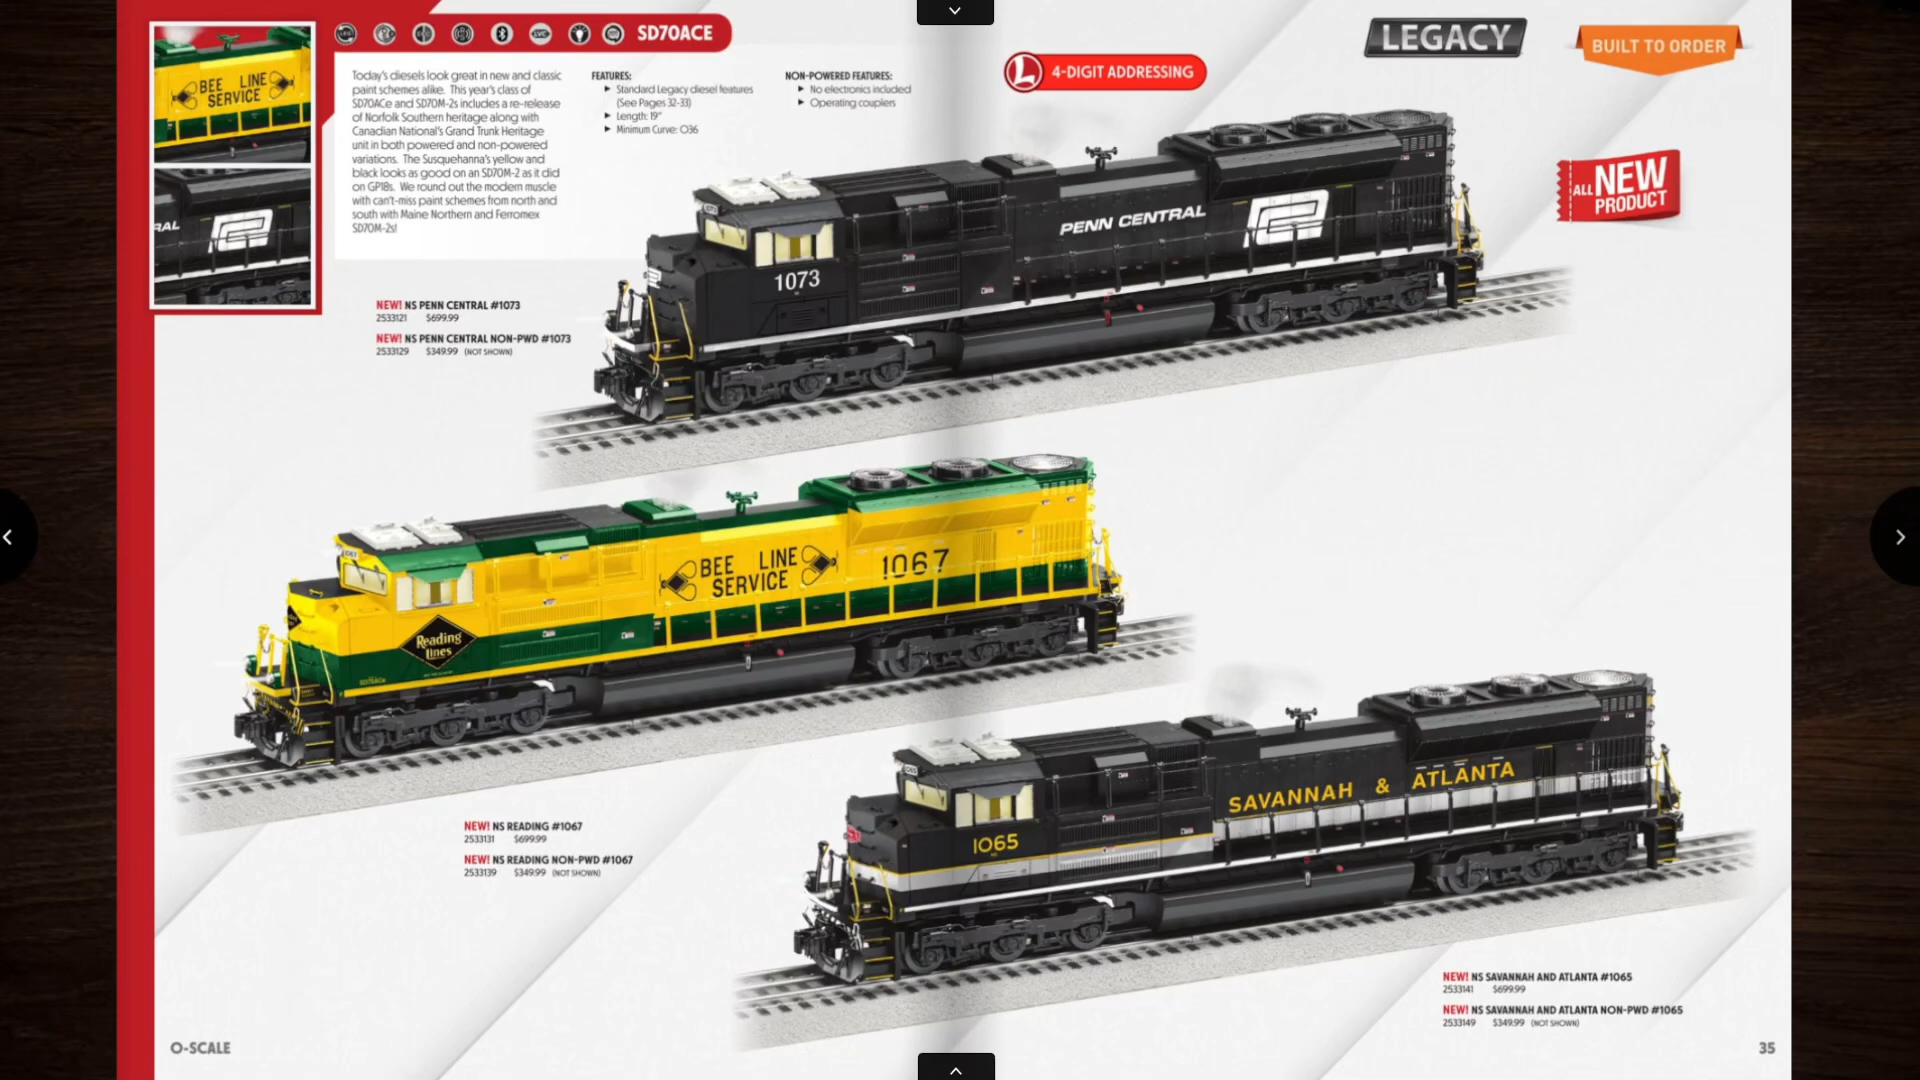 SD70ACE
LEGACY
BUILT TO ORDER
BEE LINE
SERVICE
RAL
Today's diesels look great in new and classic
paint schemes alike. This year's class of
SD70ACe and SD70M-2s includes a re-release
of Norfolk Southern heritage along with
Canadian National's Grand Trunk Heritage
unit in both powered and non-powered
variations. The Susquehanna's yellow and
black looks as good on an SD70M-2 as it did
on GP18s. We round out the modern muscle
with can't-miss paint schemes from north and
south with Maine Northern and Ferromex
SD70M-2s!
FEATURES:
► Standard Legacy diesel features
(See Pages 32-33)
► Length: 19"
► Minimum Curve: O36
NON-POWERED FEATURES:
► No electronics included
► Operating couplers
L 4-DIGIT ADDRESSING
ALL NEW
PRODUCT
PENN CENTRAL
1073
NEW! NS PENN CENTRAL #1073
2533121 $699.99
NEW! NS PENN CENTRAL NON-PWD #1073
2533129 $349.99 (NOT SHOWN)
BEE LINE
SERVICE
1067
Reading
Lines
NEW! NS READING #1067
2533131 $699.99
NEW! NS READING NON-PWD #1067
2533139 $349.99 (NOT SHOWN)
SAVANNAH & ATLANTA
1065
NEW! NS SAVANNAH AND ATLANTA #1065
2533141 $699.99
NEW! NS SAVANNAH AND ATLANTA NON-PWD #1065
2533149 $349.99 (NOT SHOWN)
O-SCALE
35